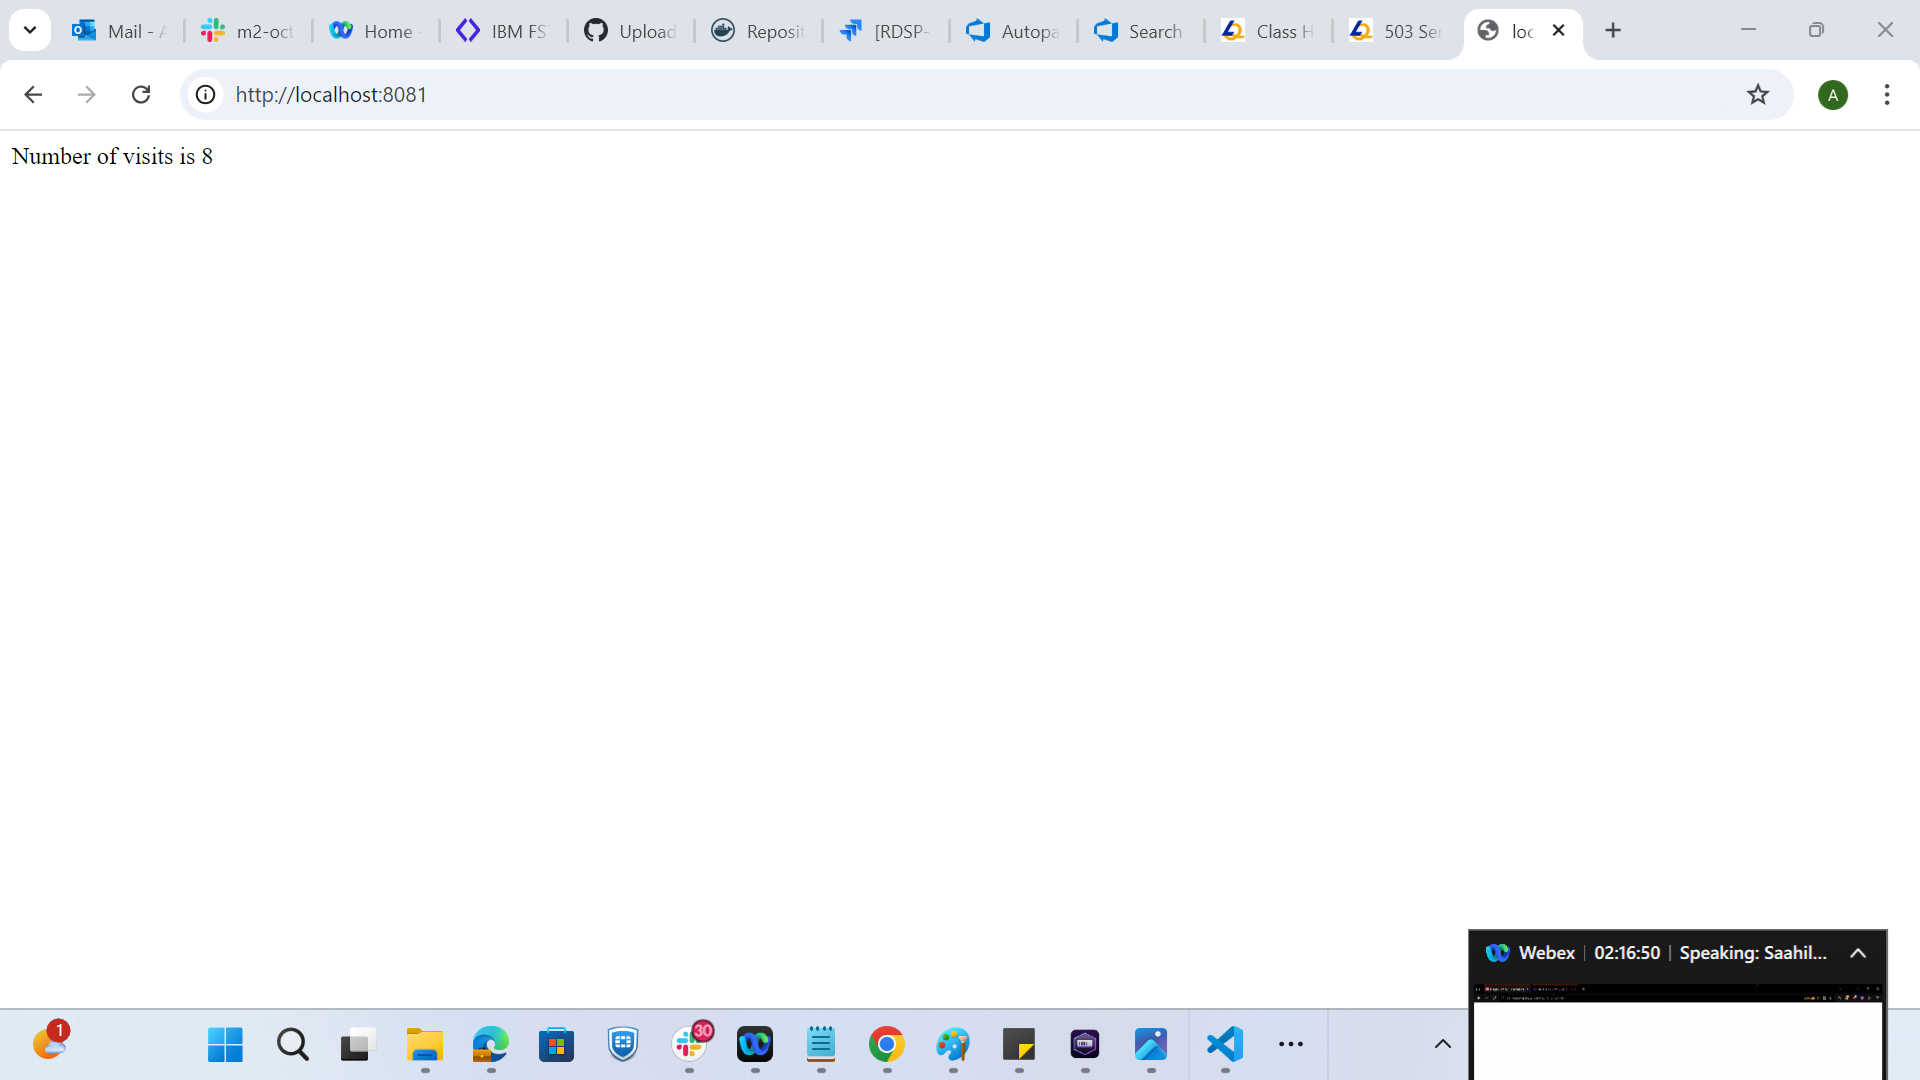 Mail - A
m2-oct
Home -
IBM FS
Upload
Reposit
[RDSP-
Autopa
Search
Class H
503 Ser
loc
http://localhost:8081
A
Number of visits is 8
Webex | 02:16:50 | Speaking: Saahil...
1
30